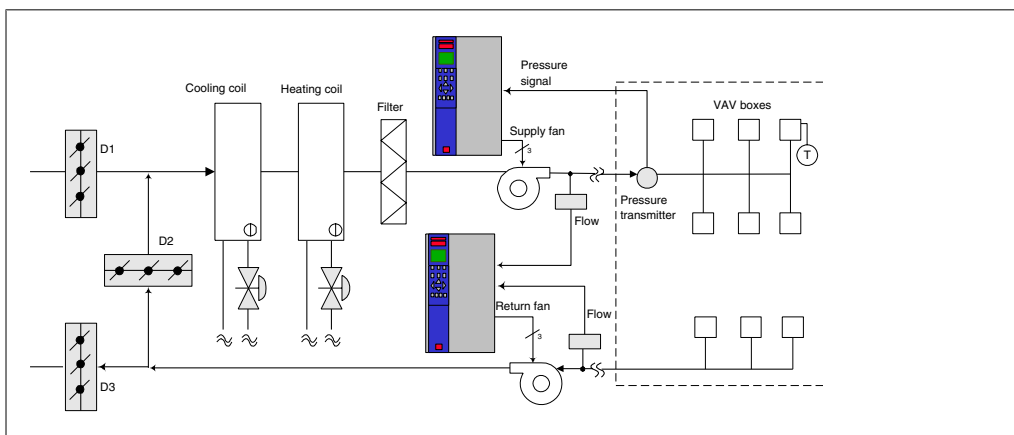 Cooling coil
Heating coil
Filter
Pressure
signal
VAV boxes
D1
Supply fan
3
T
Flow
Pressure
transmitter
D2
Return fan
3
Flow
D3